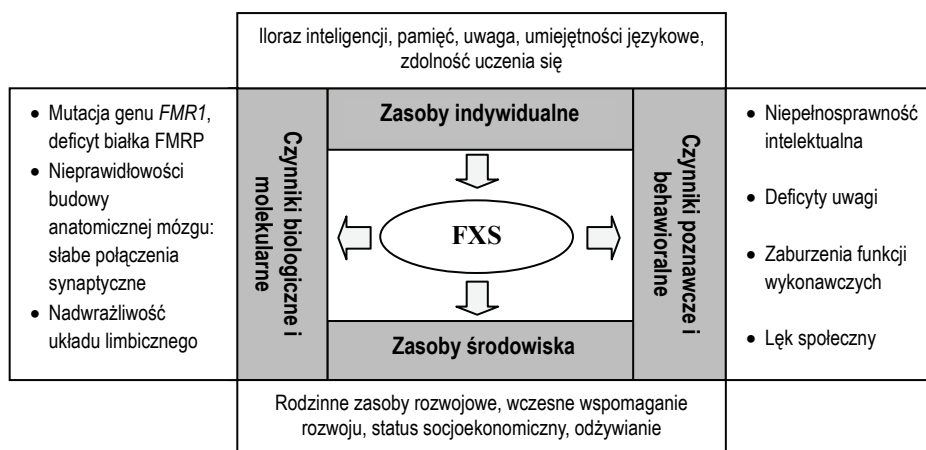 Iloraz inteligencji, pamięć, uwaga, umiejętności językowe,
zdolność uczenia się
• Mutacja genu FMR1,
deficyt białka FMRP
• Nieprawidłowości
budowy
anatomicznej mózgu:
słabe połączenia
synaptyczne
• Nadwrażliwość
układu limbicznego
Czynniki biologiczne i
molekularne
Zasoby indywidualne
FXS
Zasoby środowiska
Czynniki poznawcze i
behawioralne
• Niepełnosprawność
intelektualna
• Deficyty uwagi
• Zaburzenia funkcji
wykonawczych
• Lęk społeczny
Rodzinne zasoby rozwojowe, wczesne wspomaganie
rozwoju, status socjoekonomiczny, odżywianie